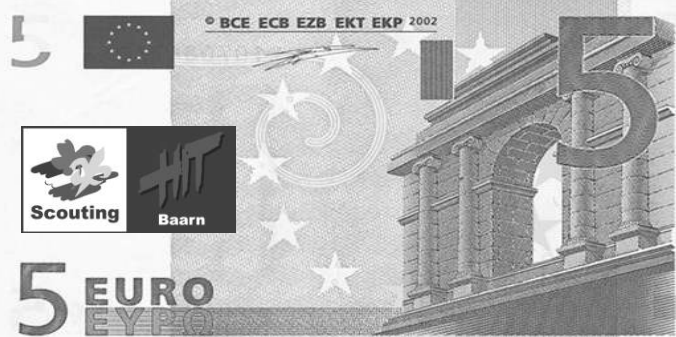 5
© BCE ECB EZB EKT EKP 2002
5
HIT
Scouting
Baarn
5 EURO
ΕΥΡΩ